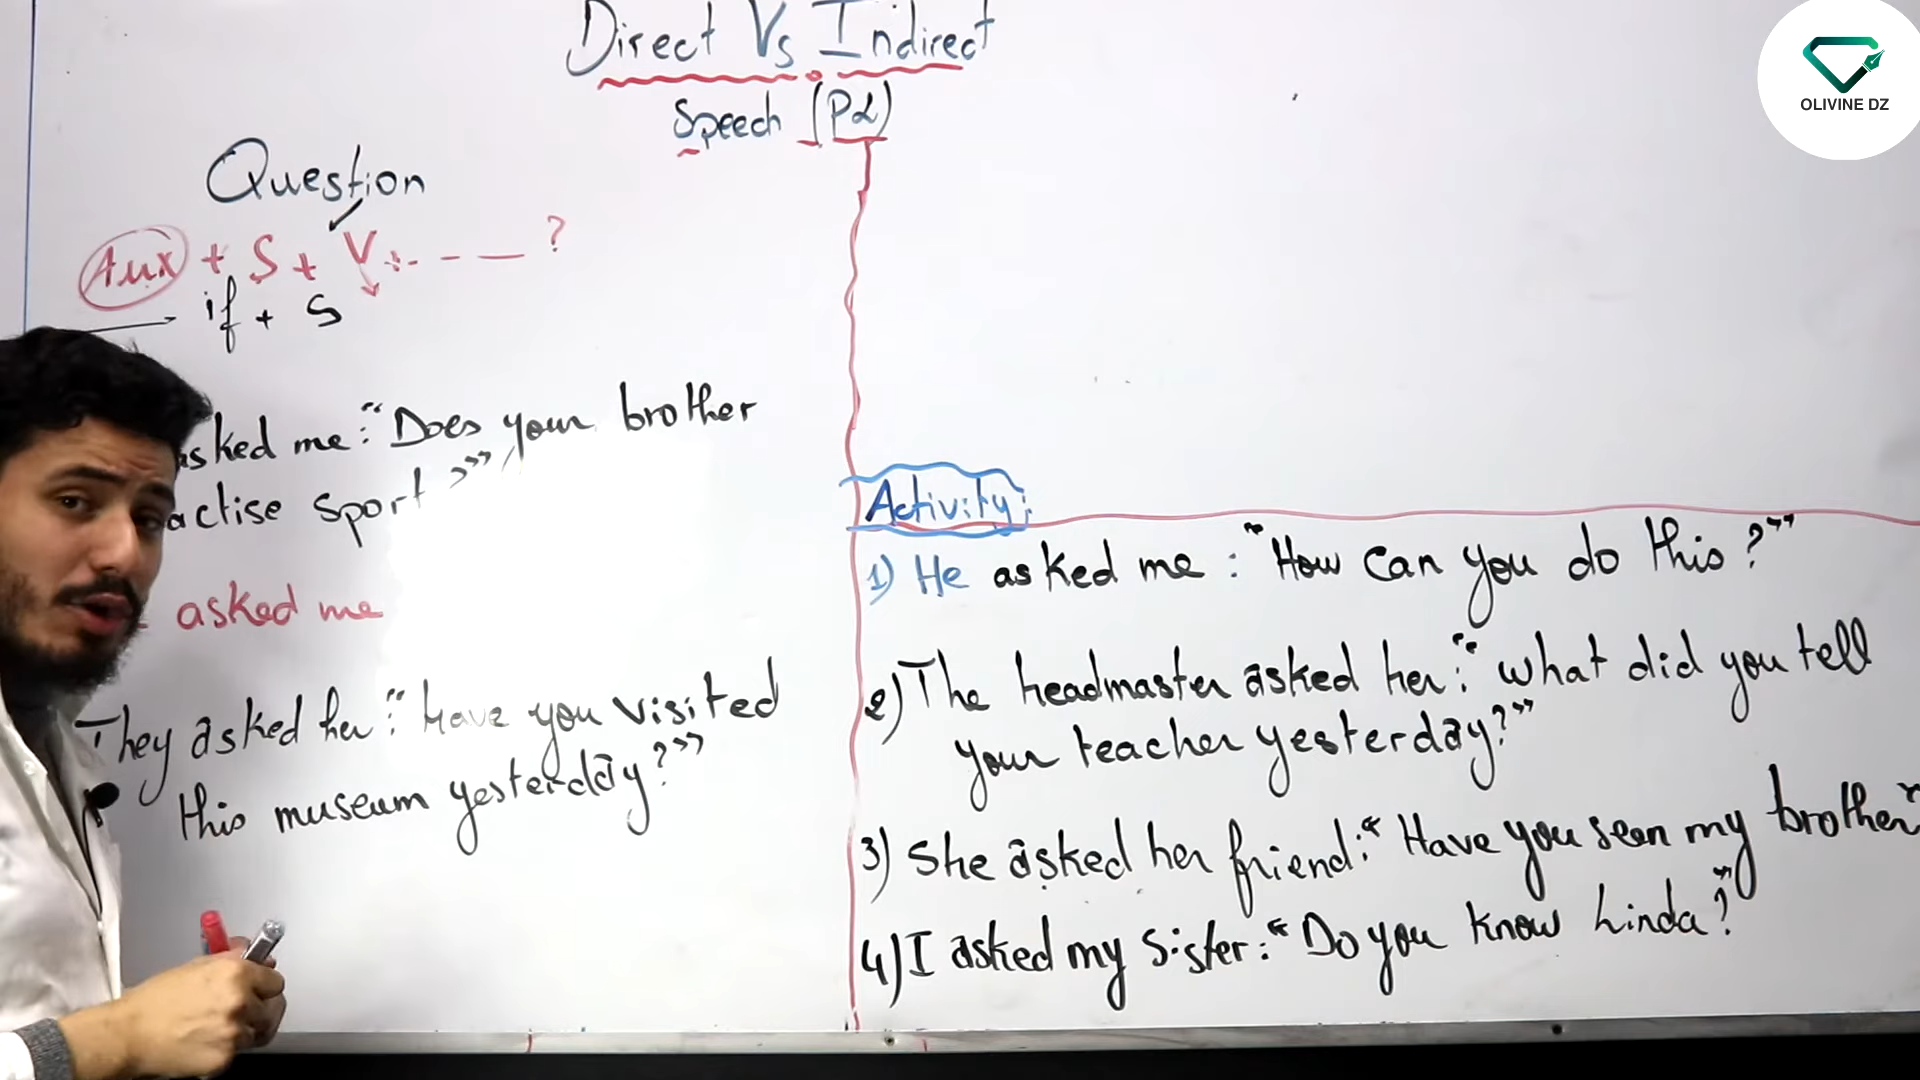 Direct Vs Indirect
Speech (P2)
OLIVINE DZ
Question
Aux + S + V + - - - ?
if + S
asked me: "Does your brother
actise sport?"
asked me
They asked her: "Have you visited
this museum yesterday?"
Activity:
1) He asked me: "How can you do this?"
2) The headmaster asked her: "What did you tell
your teacher yesterday?"
3) She asked her friend: "Have you seen my brother"
4) I asked my sister: "Do you know Linda?"